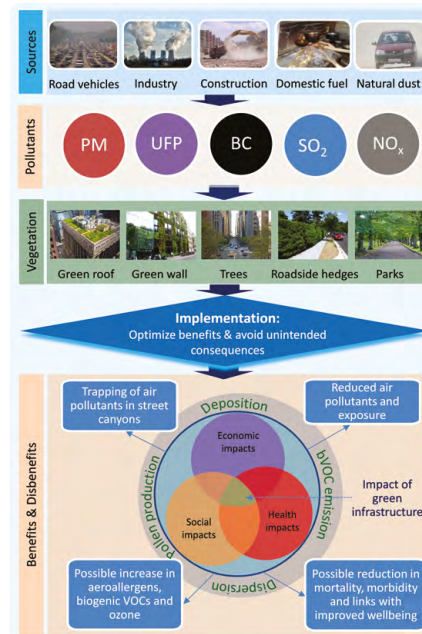 Sources
Road vehicles
Industry
Construction
Domestic fuel
Natural dust
Pollutants
PM
UFP
BC
SO₂
NOₓ
Vegetation
Green roof
Green wall
Trees
Roadside hedges
Parks
Implementation:
Optimize benefits & avoid unintended
consequences
Benefits & Disbenefits
Trapping of air
pollutants in street
canyons
Reduced air
pollutants and
exposure
Deposition
bVOC emission
Dispersion
Pollen production
Economic
impacts
Social
impacts
Health
impacts
Impact of
green
infrastructure
Possible increase in
aeroallergens,
biogenic VOCs and
ozone
Possible reduction in
mortality, morbidity
and links with
improved wellbeing